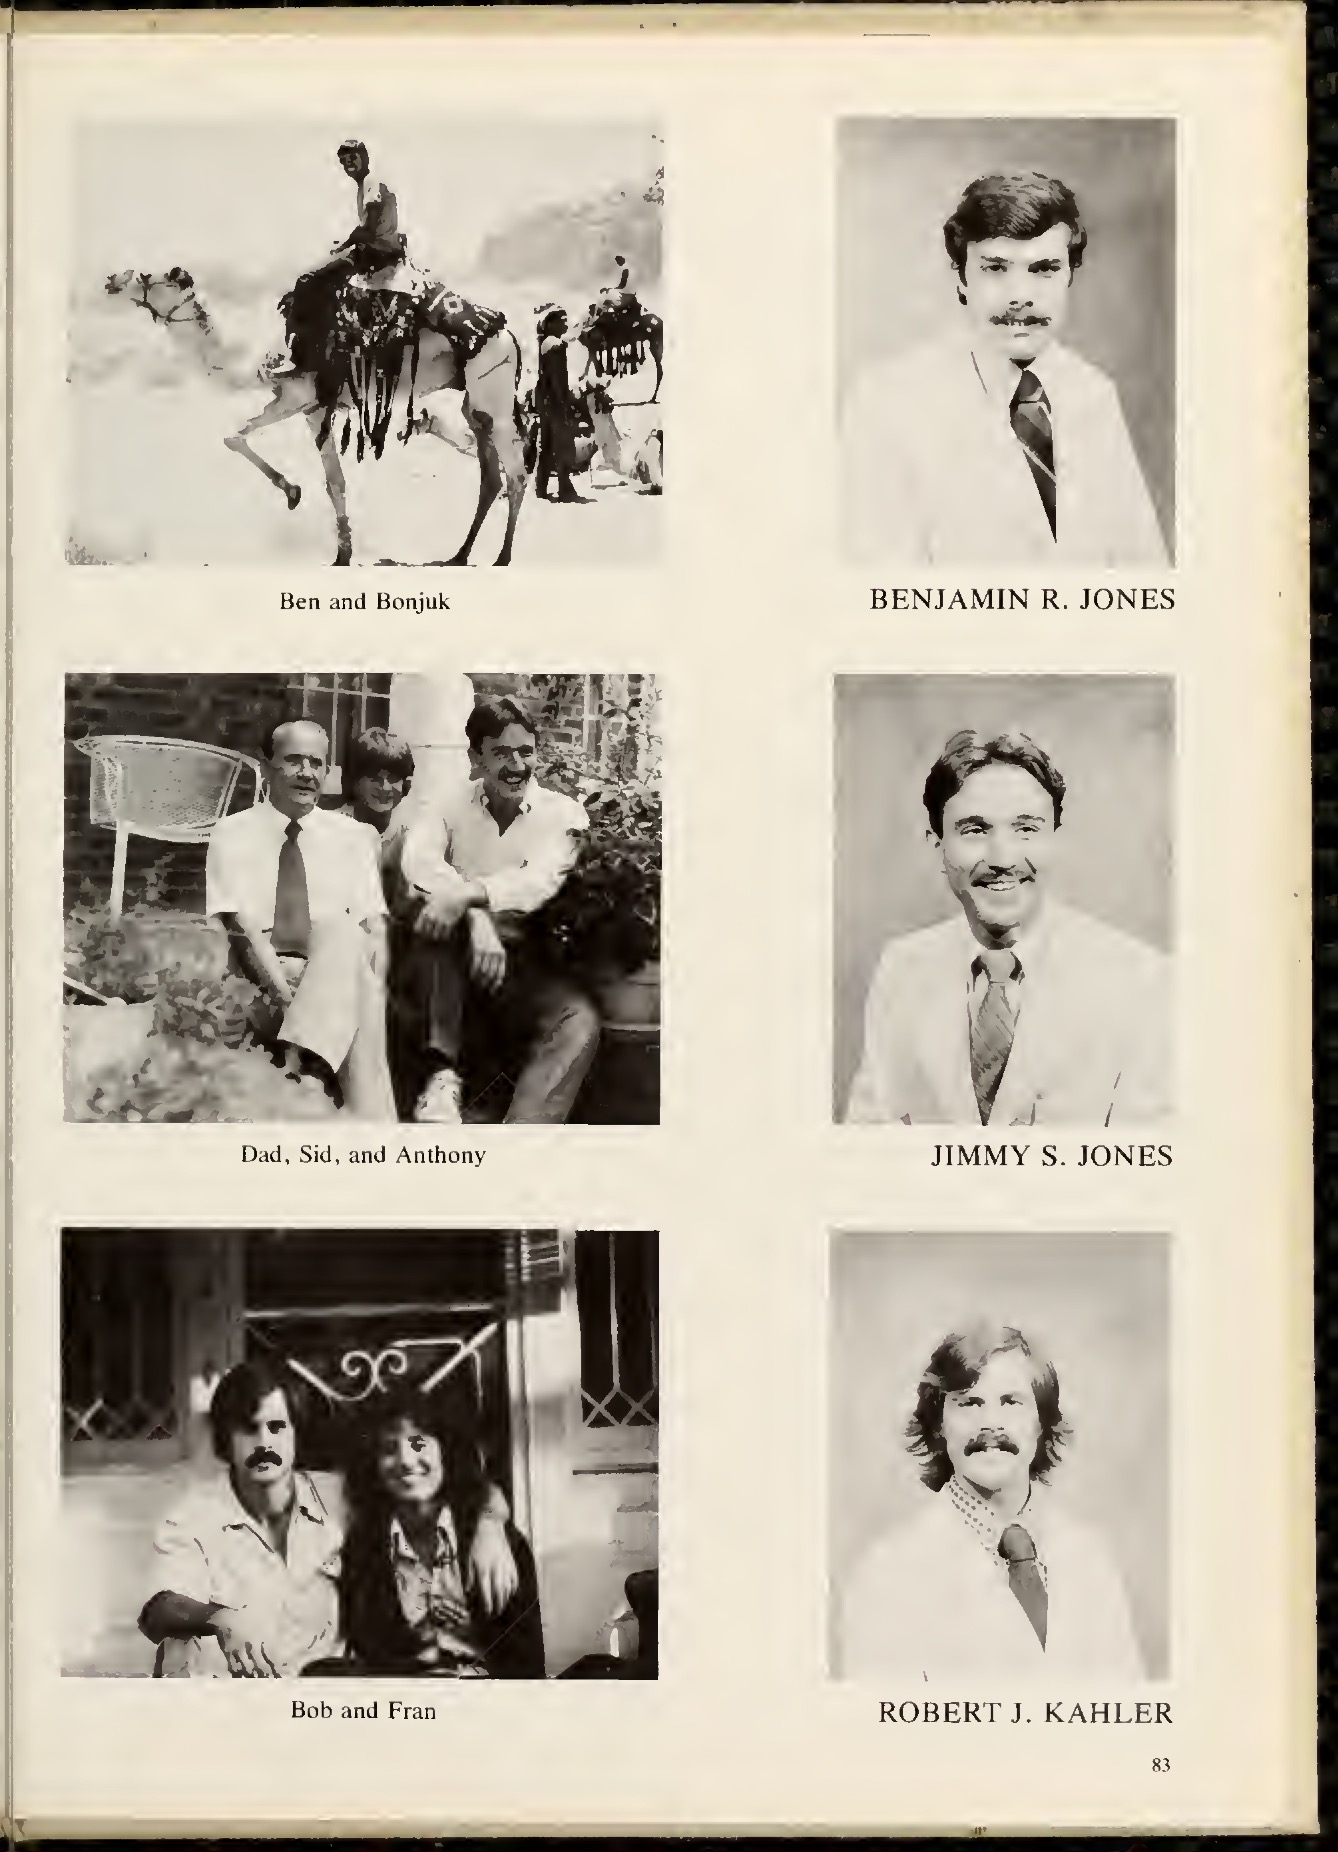 Ben and Bonjuk
BENJAMIN R. JONES
Dad, Sid, and Anthony
JIMMY S. JONES
Bob and Fran
ROBERT J. KAHLER
83